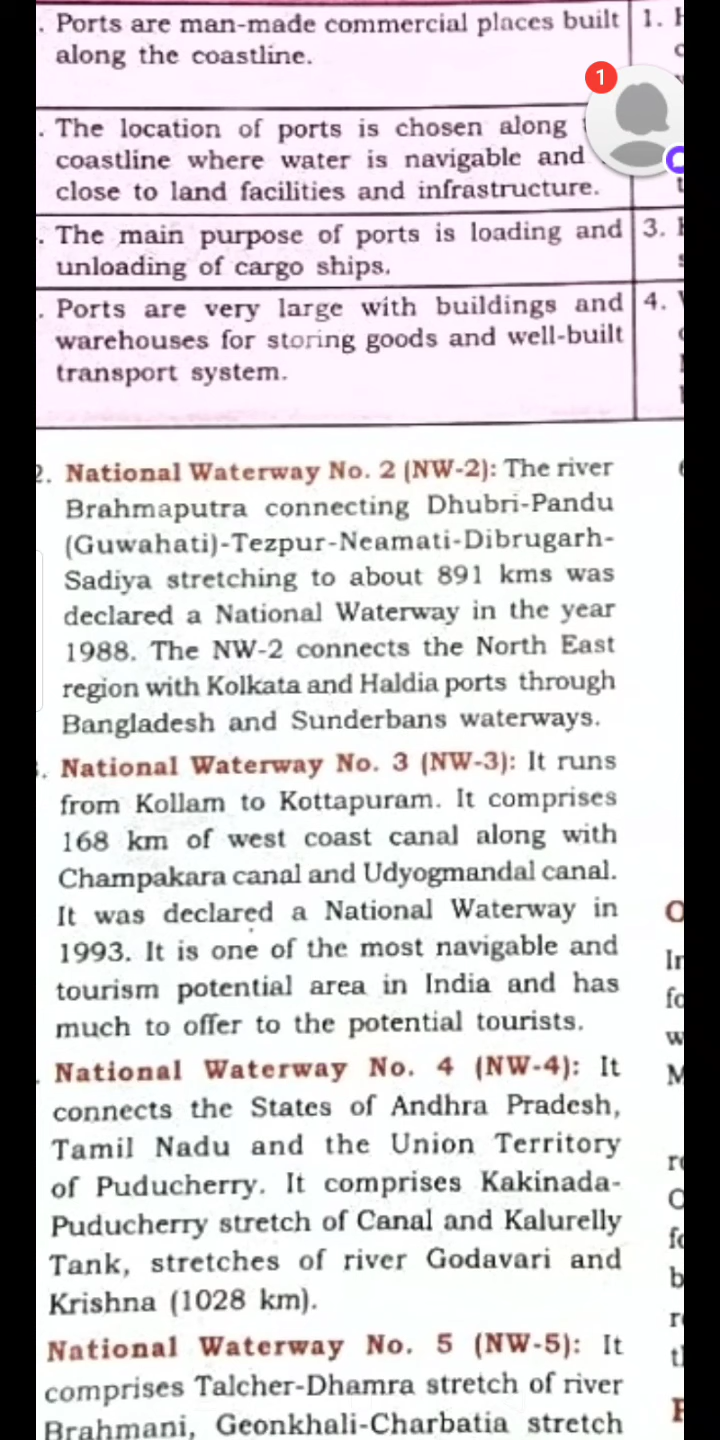 . Ports are man-made commercial places built
along the coastline.
. The location of ports is chosen along
coastline where water is navigable and
close to land facilities and infrastructure.
. The main purpose of ports is loading and
unloading of cargo ships.
. Ports are very large with buildings and
warehouses for storing goods and well-built
transport system.
1.
3.
4.
1
2. National Waterway No. 2 (NW-2): The river
Brahmaputra connecting Dhubri-Pandu
(Guwahati)-Tezpur-Neamati-Dibrugarh-
Sadiya stretching to about 891 kms was
declared a National Waterway in the year
1988. The NW-2 connects the North East
region with Kolkata and Haldia ports through
Bangladesh and Sunderbans waterways.
. National Waterway No. 3 (NW-3): It runs
from Kollam to Kottapuram. It comprises
168 km of west coast canal along with
Champakara canal and Udyogmandal canal.
It was declared a National Waterway in
1993. It is one of the most navigable and
tourism potential area in India and has
much to offer to the potential tourists.
. National Waterway No. 4 (NW-4): It
connects the States of Andhra Pradesh,
Tamil Nadu and the Union Territory
of Puducherry. It comprises Kakinada-
Puducherry stretch of Canal and Kalurelly
Tank, stretches of river Godavari and
Krishna (1028 km).
National Waterway No. 5 (NW-5): It
comprises Talcher-Dhamra stretch of river
Brahmani, Geonkhali-Charbatia stretch